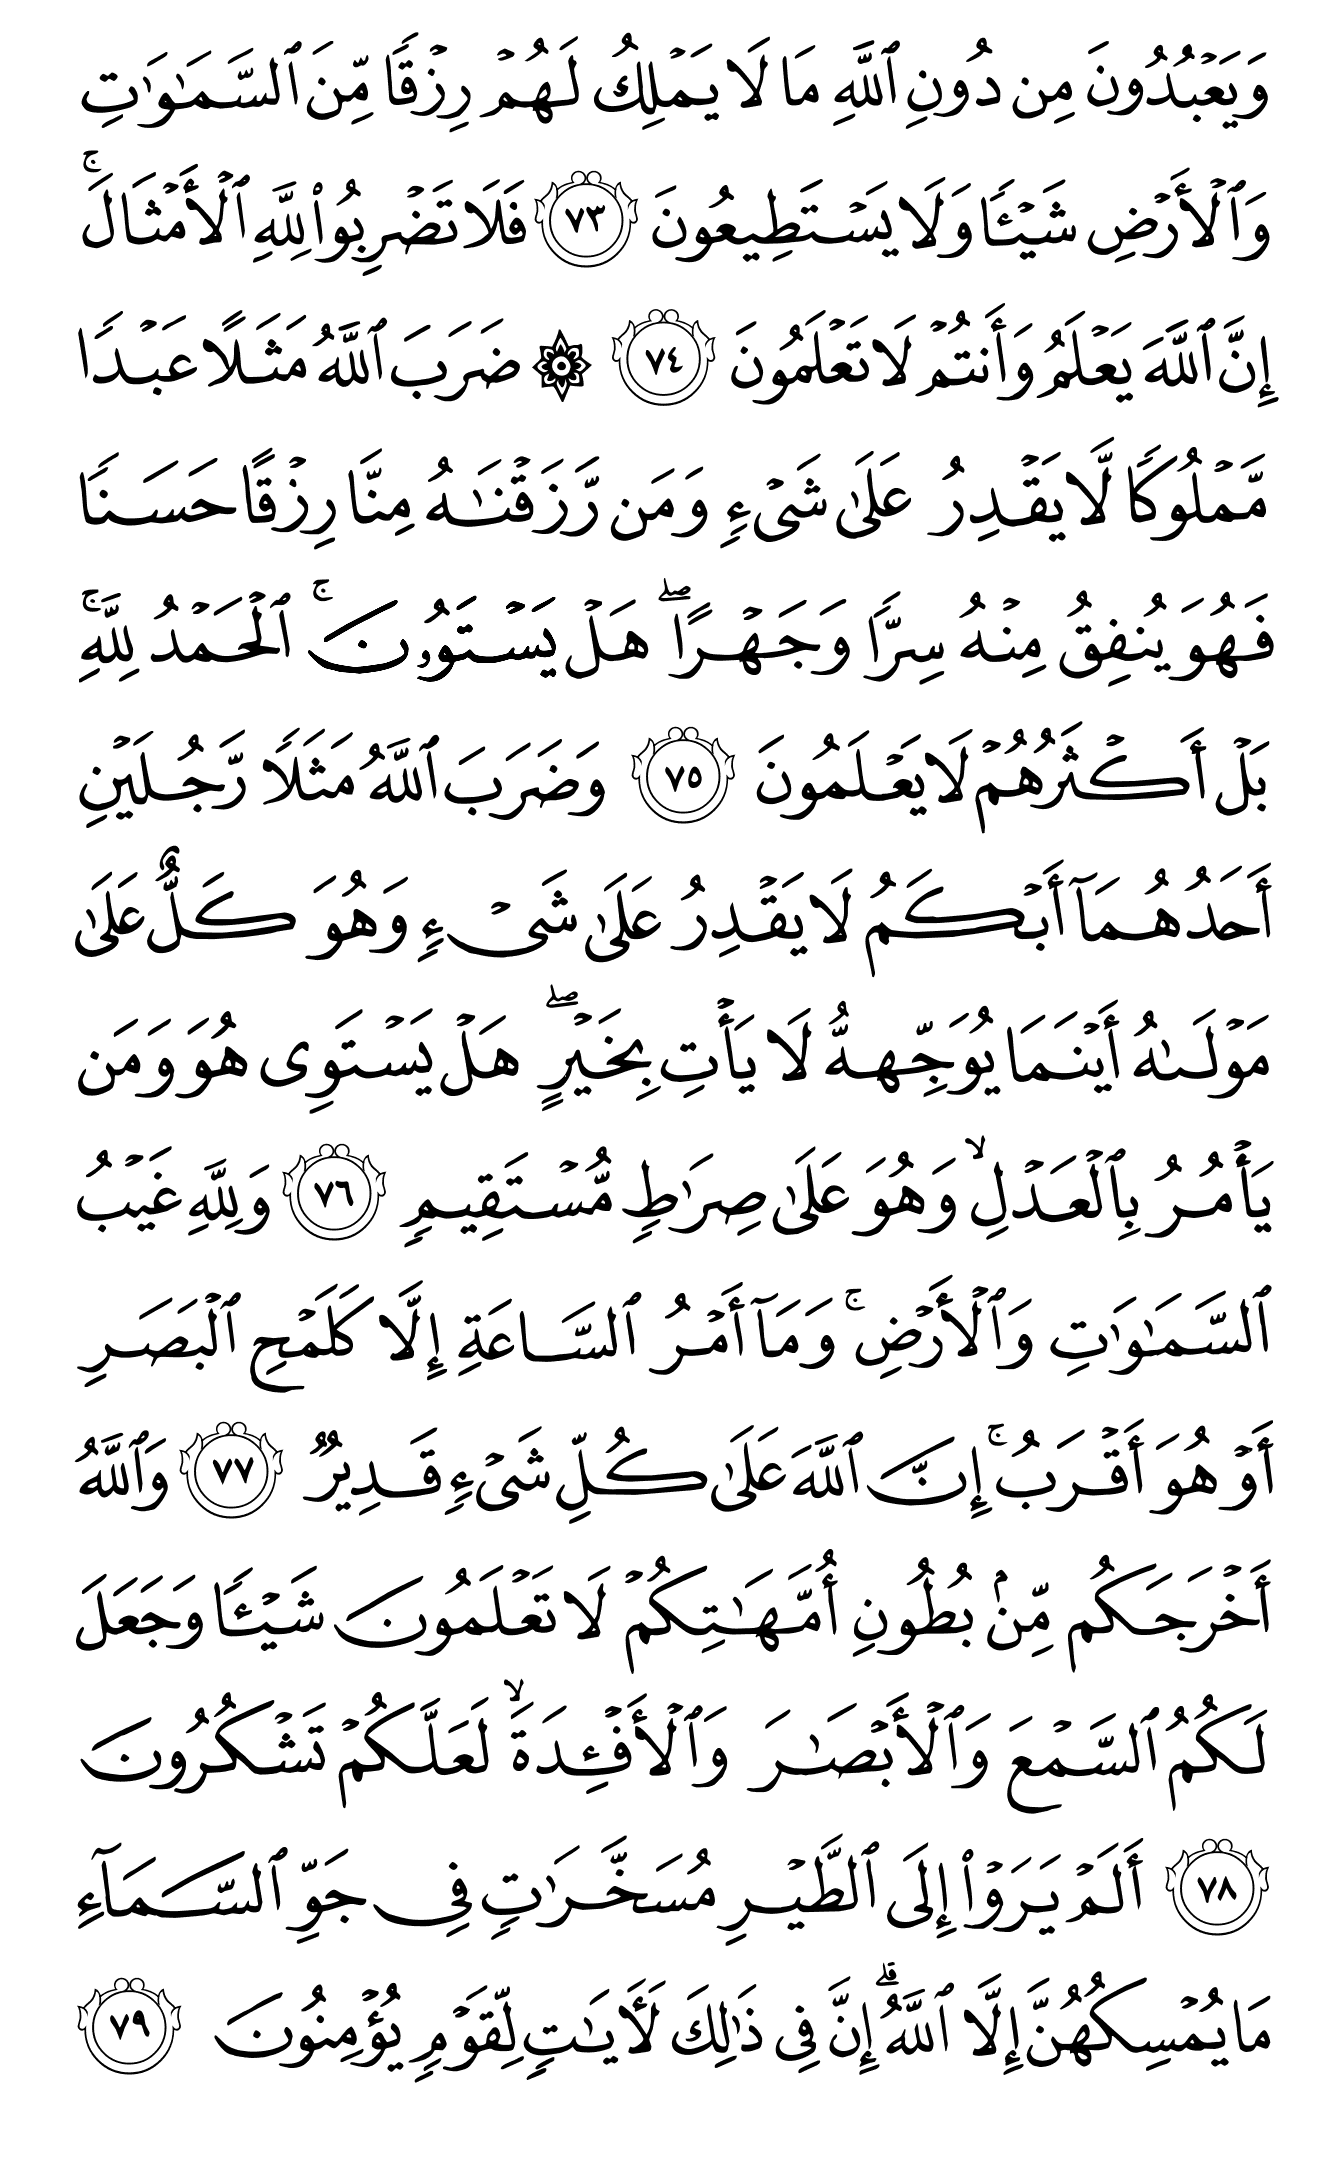 وَيَعۡبُدُونَ مِن دُونِ ٱللَّهِ مَا لَا يَمۡلِكُ لَهُمۡ رِزۡقٗا مِّنَ ٱلسَّمَٰوَٰتِ
وَٱلۡأَرۡضِ شَيۡـٔٗا وَلَا يَسۡتَطِيعُونَ ٧٣ فَلَا تَضۡرِبُواْ لِلَّهِ ٱلۡأَمۡثَالَۚ
إِنَّ ٱللَّهَ يَعۡلَمُ وَأَنتُمۡ لَا تَعۡلَمُونَ ٧٤ ۞ ضَرَبَ ٱللَّهُ مَثَلًا عَبۡدٗا
مَّمۡلُوكٗا لَّا يَقۡدِرُ عَلَىٰ شَيۡءٖ وَمَن رَّزَقۡنَٰهُ مِنَّا رِزۡقًا حَسَنٗا
فَهُوَ يُنفِقُ مِنۡهُ سِرّٗا وَجَهۡرًاۖ هَلۡ يَسۡتَوُۥنَۚ ٱلۡحَمۡدُ لِلَّهِۚ
بَلۡ أَكۡثَرُهُمۡ لَا يَعۡلَمُونَ ٧٥ وَضَرَبَ ٱللَّهُ مَثَلٗا رَّجُلَيۡنِ
أَحَدُهُمَآ أَبۡكَمُ لَا يَقۡدِرُ عَلَىٰ شَيۡءٖ وَهُوَ كَلٌّ عَلَىٰ
مَوۡلَىٰهُ أَيۡنَمَا يُوَجِّههُّ لَا يَأۡتِ بِخَيۡرٍۖ هَلۡ يَسۡتَوِي هُوَ وَمَن
يَأۡمُرُ بِٱلۡعَدۡلِۙ وَهُوَ عَلَىٰ صِرَٰطٖ مُّسۡتَقِيمٖ ٧٦ وَلِلَّهِ غَيۡبُ
ٱلسَّمَٰوَٰتِ وَٱلۡأَرۡضِۚ وَمَآ أَمۡرُ ٱلسَّاعَةِ إِلَّا كَلَمۡحِ ٱلۡبَصَرِ
أَوۡ هُوَ أَقۡرَبُۚ إِنَّ ٱللَّهَ عَلَىٰ كُلِّ شَيۡءٖ قَدِيرٞ ٧٧ وَٱللَّهُ
أَخۡرَجَكُم مِّنۢ بُطُونِ أُمَّهَٰتِكُمۡ لَا تَعۡلَمُونَ شَيۡـٔٗا وَجَعَلَ
لَكُمُ ٱلسَّمۡعَ وَٱلۡأَبۡصَٰرَ وَٱلۡأَفۡـِٔدَةَۙ لَعَلَّكُمۡ تَشۡكُرُونَ
٧٨ أَلَمۡ يَرَوۡاْ إِلَى ٱلطَّيۡرِ مُسَخَّرَٰتٖ فِي جَوِّ ٱلسَّمَآءِ
مَا يُمۡسِكُهُنَّ إِلَّا ٱللَّهُۚ إِنَّ فِي ذَٰلِكَ لَأٓيَٰتٖ لِّقَوۡمٖ يُؤۡمِنُونَ ٧٩